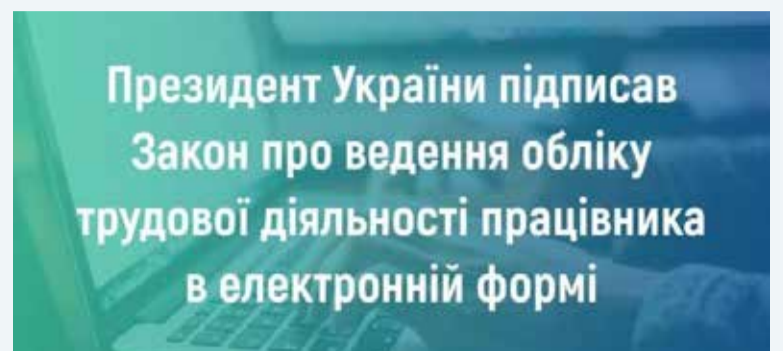 Президент України підписав
Закон про ведення обліку
трудової діяльності працівника
в електронній формі